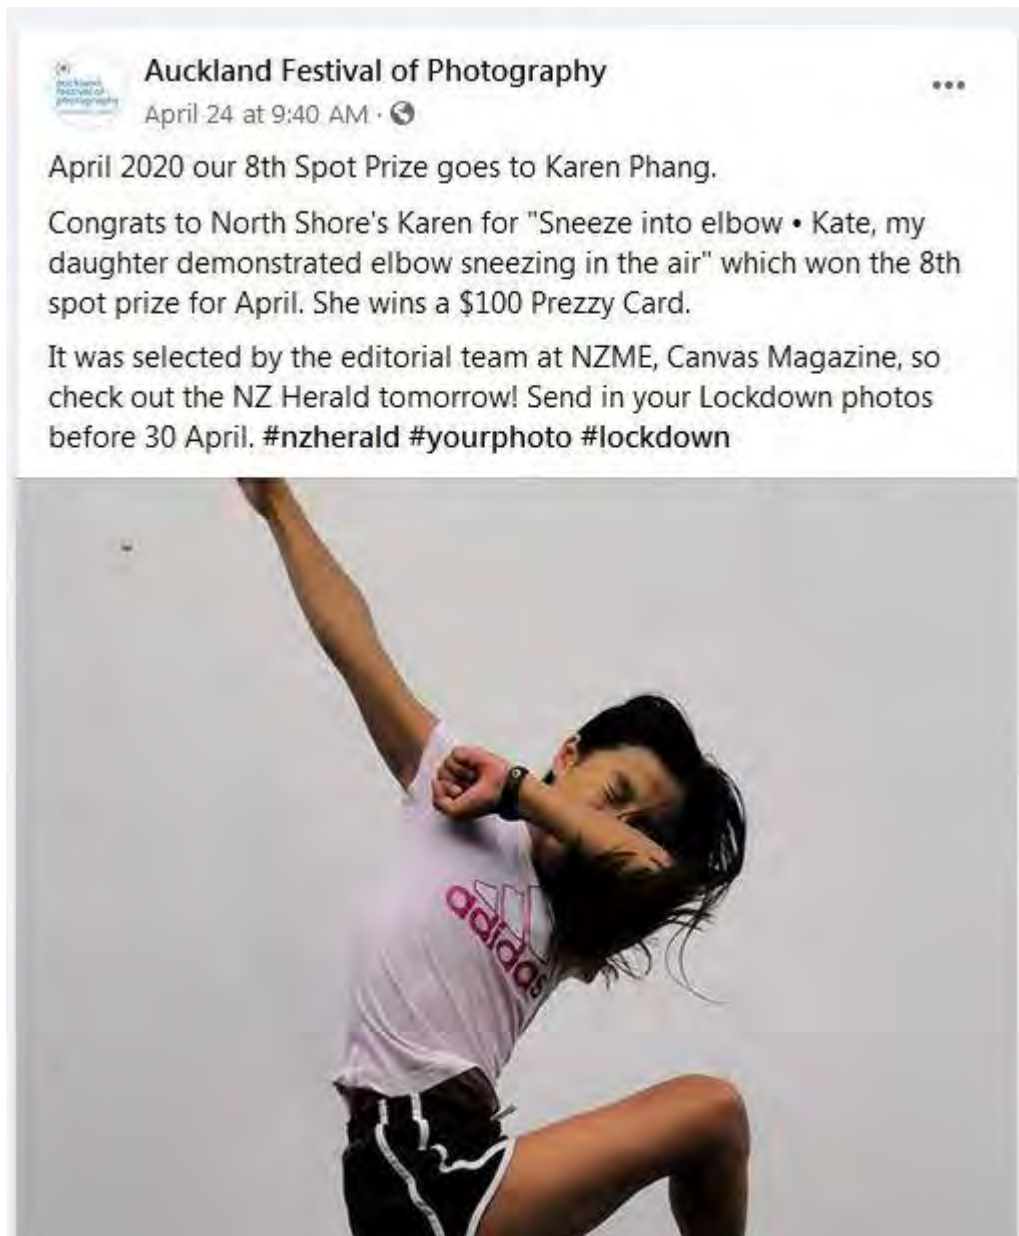 auckland
festival of
photography
Auckland Festival of Photography
April 24 at 9:40 AM ·
April 2020 our 8th Spot Prize goes to Karen Phang.
Congrats to North Shore's Karen for "Sneeze into elbow • Kate, my
daughter demonstrated elbow sneezing in the air" which won the 8th
spot prize for April. She wins a $100 Prezzy Card.
It was selected by the editorial team at NZME, Canvas Magazine, so
check out the NZ Herald tomorrow! Send in your Lockdown photos
before 30 April. #nzherald #yourphoto #lockdown
adidas